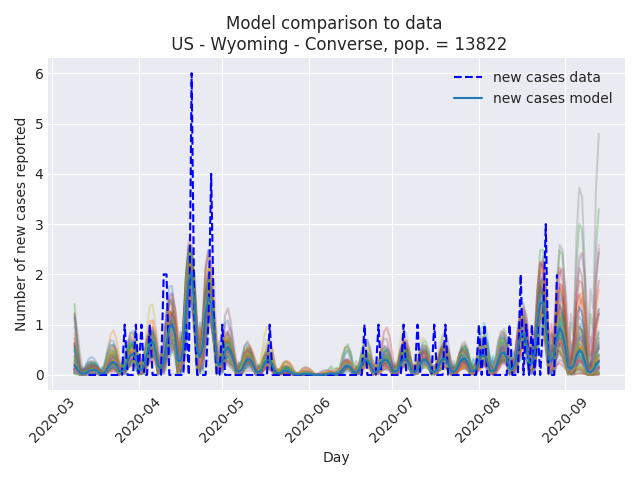 Model comparison to data
US - Wyoming - Converse, pop. = 13822
new cases data
new cases model
Number of new cases reported
6
5
4
3
2
1
0
2020-03
2020-04
2020-05
2020-06
2020-07
2020-08
2020-09
Day